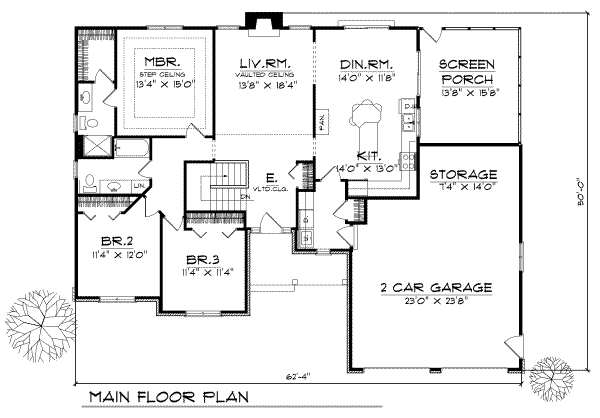 MBR.
STEP CEILING
13'4" X 15'0"
LIV.RM.
VAULTED CEILING
13'8" X 18'4"
DIN.RM.
14'0" X 11'8"
SCREEN
PORCH
13'8" X 15'8"
PAN.
KIT.
14'0" X 13'0"
STORAGE
7'4" X 14'0"
E.
VLTD.CLG.
DN
LIN.
BR.2
11'4" X 12'0"
BR.3
11'4" X 11'4"
2 CAR GARAGE
23'0" X 23'8"
50'-0"
62'-4"
MAIN FLOOR PLAN